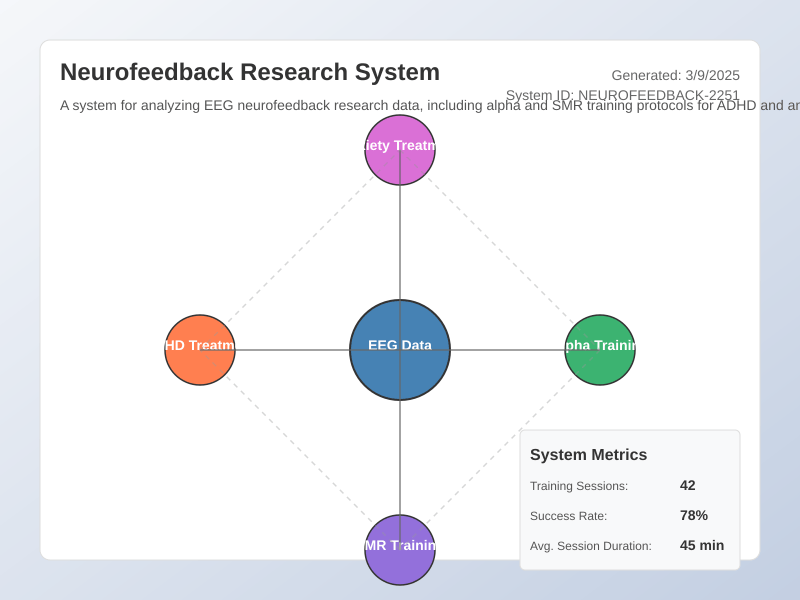 Neurofeedback Research System
Generated: 3/9/2025
System ID: NEUROFEEDBACK-2251
A system for analyzing EEG neurofeedback research data, including alpha and SMR training protocols for ADHD and
iety Treatm
HD Treatm
EEG Data
pha Trainin
MR Training
System Metrics
Training Sessions: 42
Success Rate: 78%
Avg. Session Duration: 45 min